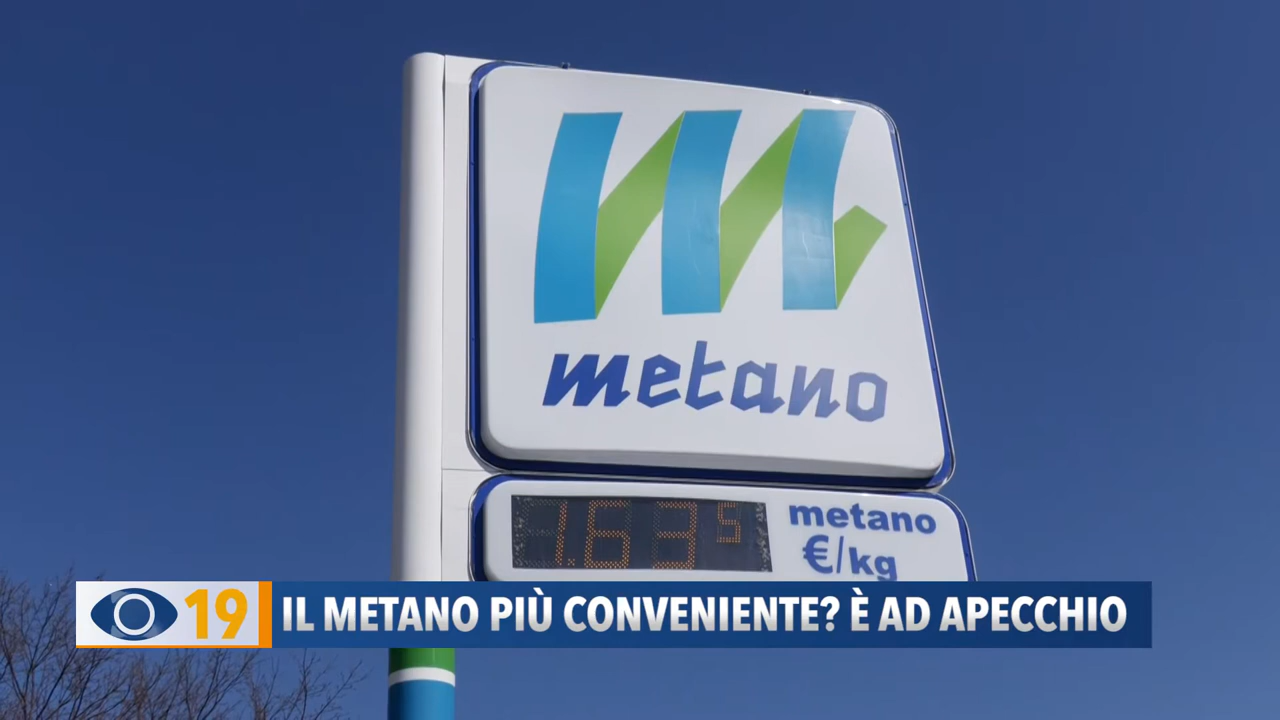 metano
1.635
metano
€/kg
19
IL METANO PIÙ CONVENIENTE? È AD APECCHIO